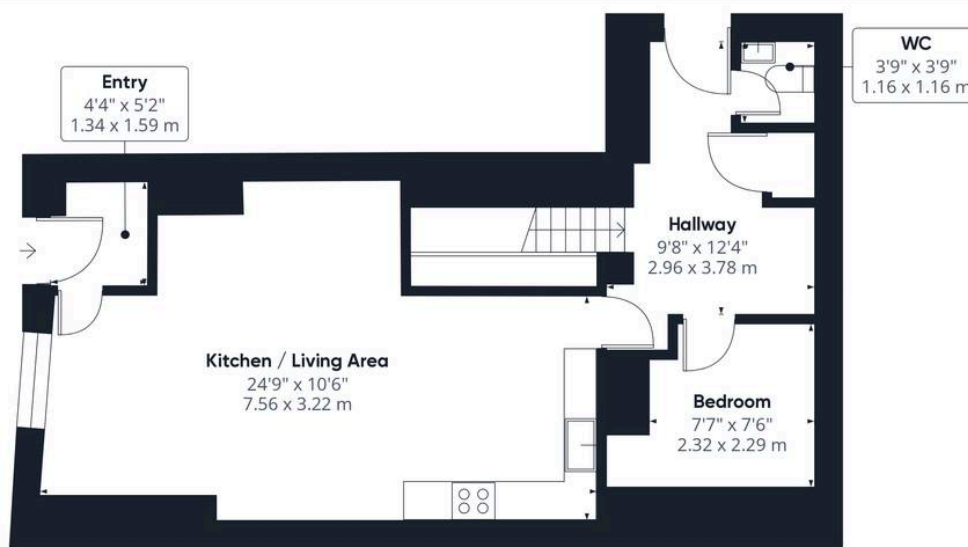 Entry
4'4" x 5'2"
1.34 x 1.59 m
WC
3'9" x 3'9"
1.16 x 1.16 m
Hallway
9'8" x 12'4"
2.96 x 3.78 m
Kitchen / Living Area
24'9" x 10'6"
7.56 x 3.22 m
Bedroom
7'7" x 7'6"
2.32 x 2.29 m